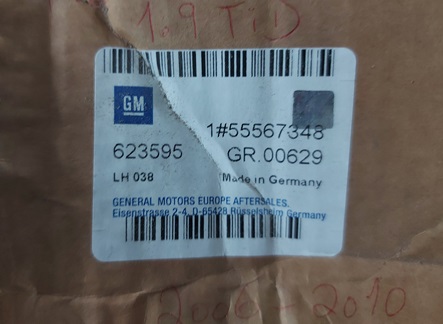 1.9 TiD
GM
1#55567348
623595 GR.00629
LH 038 Made in Germany
GENERAL MOTORS EUROPE AFTERSALES.
Eisenstrasse 2-4, D-65428 Rüsselsheim Germany
2006 - 2010